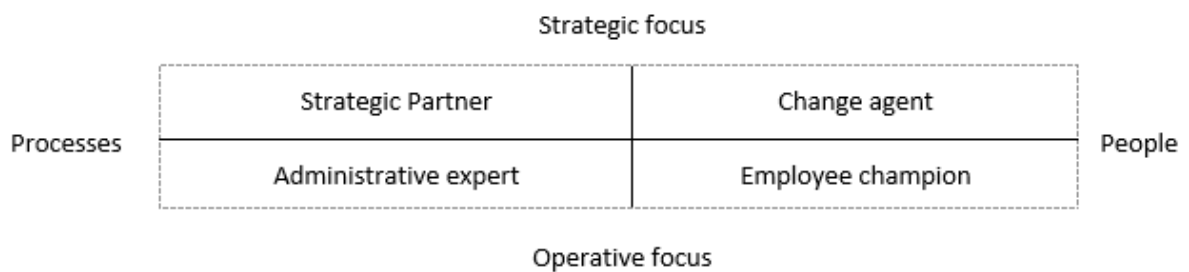 Strategic focus
Strategic Partner
Change agent
Processes
People
Administrative expert
Employee champion
Operative focus